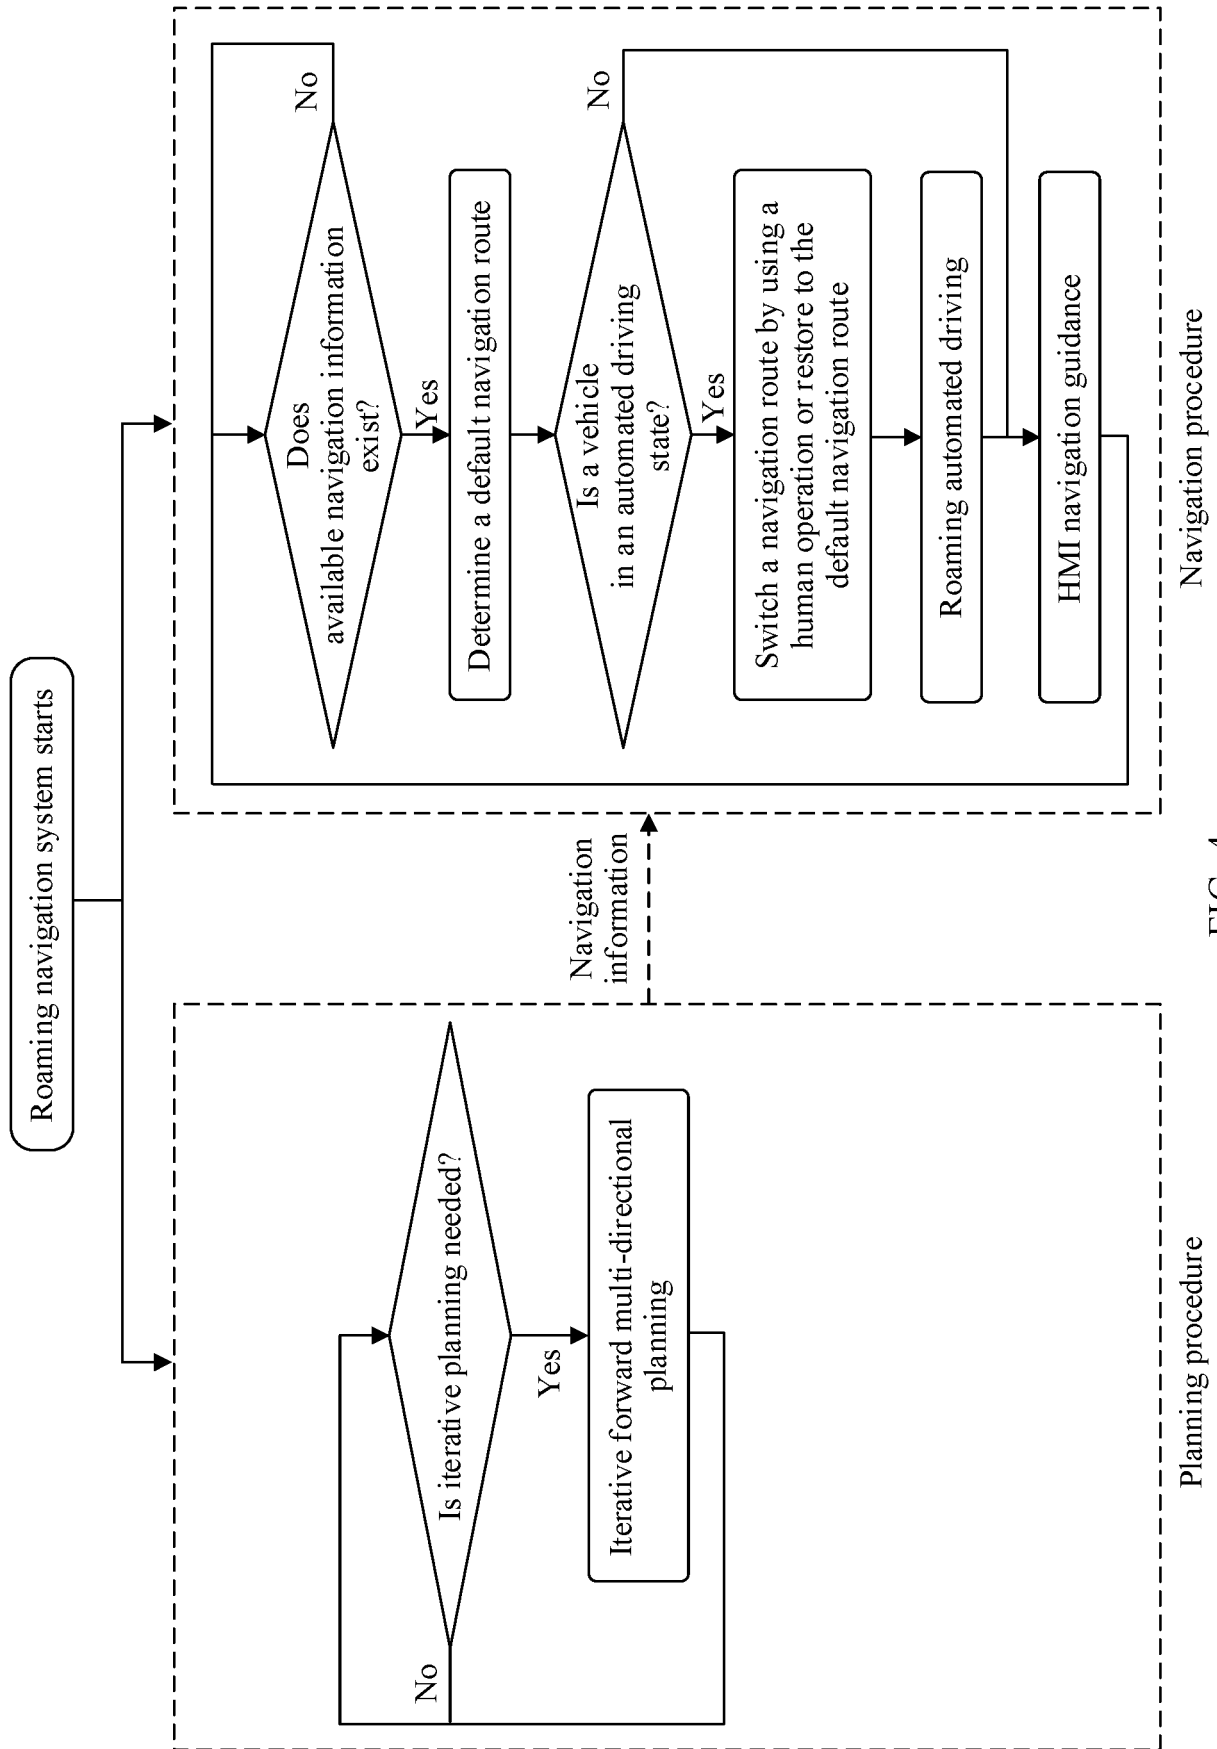 Roaming navigation system starts
Is iterative planning needed?
No
Yes
Iterative forward multi-directional
planning
Planning procedure
Navigation
information
Does
available navigation information
exist?
No
Yes
Determine a default navigation route
Is a vehicle
in an automated driving
state?
No
Yes
Switch a navigation route by using a
human operation or restore to the
default navigation route
Roaming automated driving
HMI navigation guidance
Navigation procedure